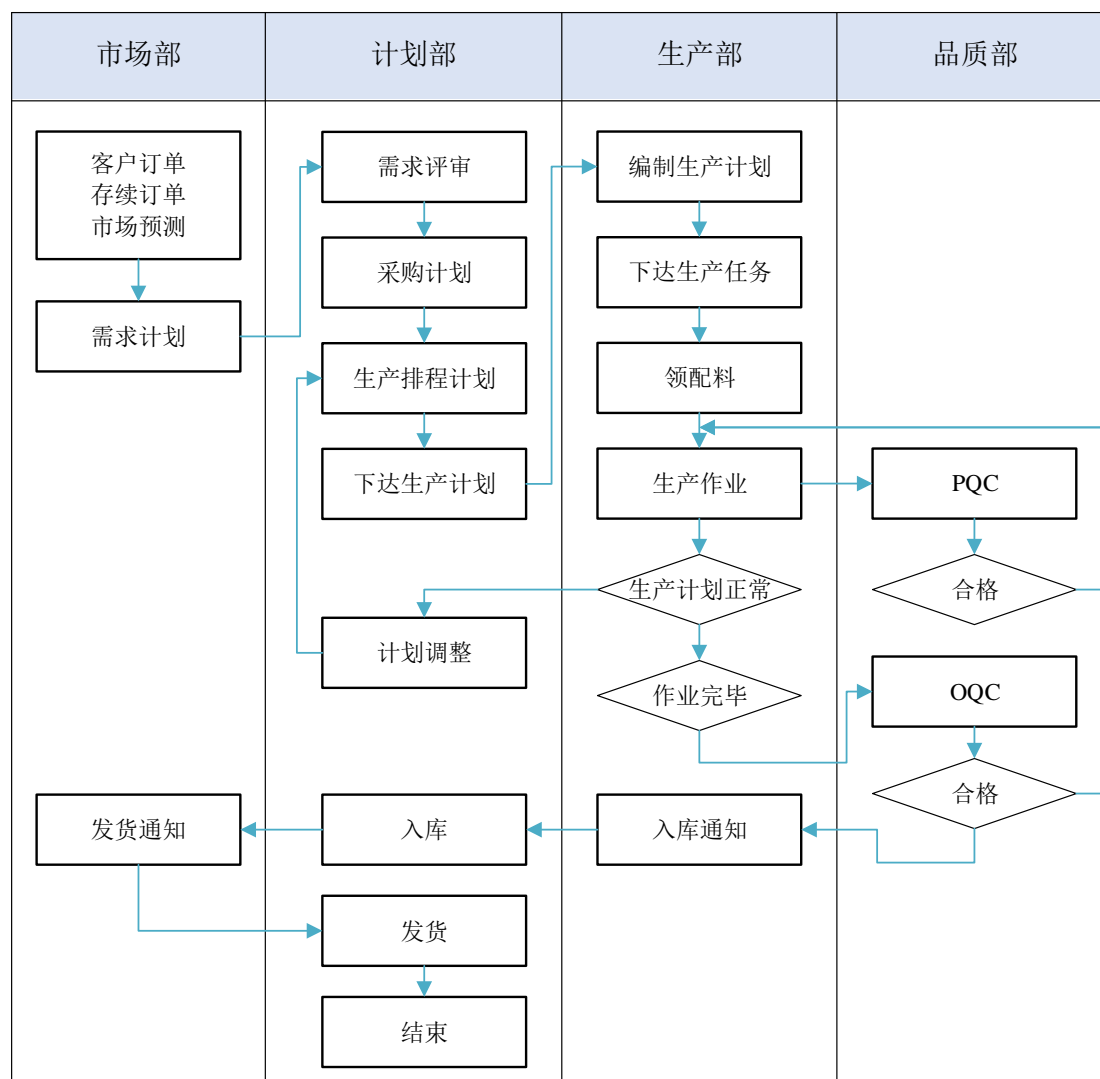 市场部
计划部
生产部
品质部
客户订单
存续订单
市场预测
需求评审
编制生产计划
采购计划
下达生产任务
需求计划
生产排程计划
领配料
下达生产计划
生产作业
PQC
生产计划正常
合格
计划调整
作业完毕
OQC
合格
发货通知
入库
入库通知
发货
结束